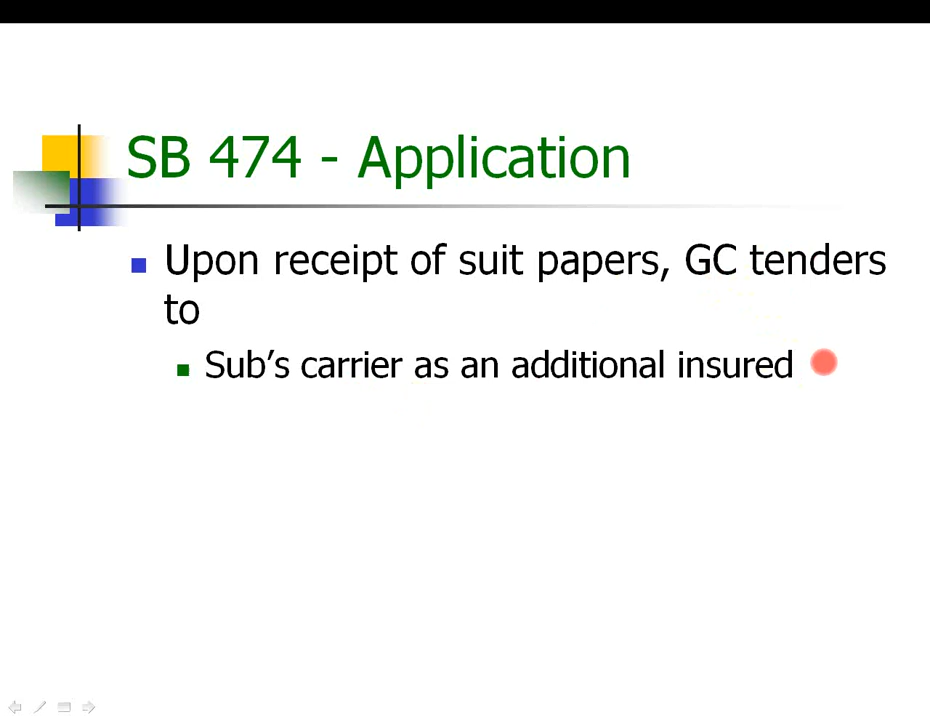 SB 474 - Application
Upon receipt of suit papers, GC tenders
to
Sub’s carrier as an additional insured